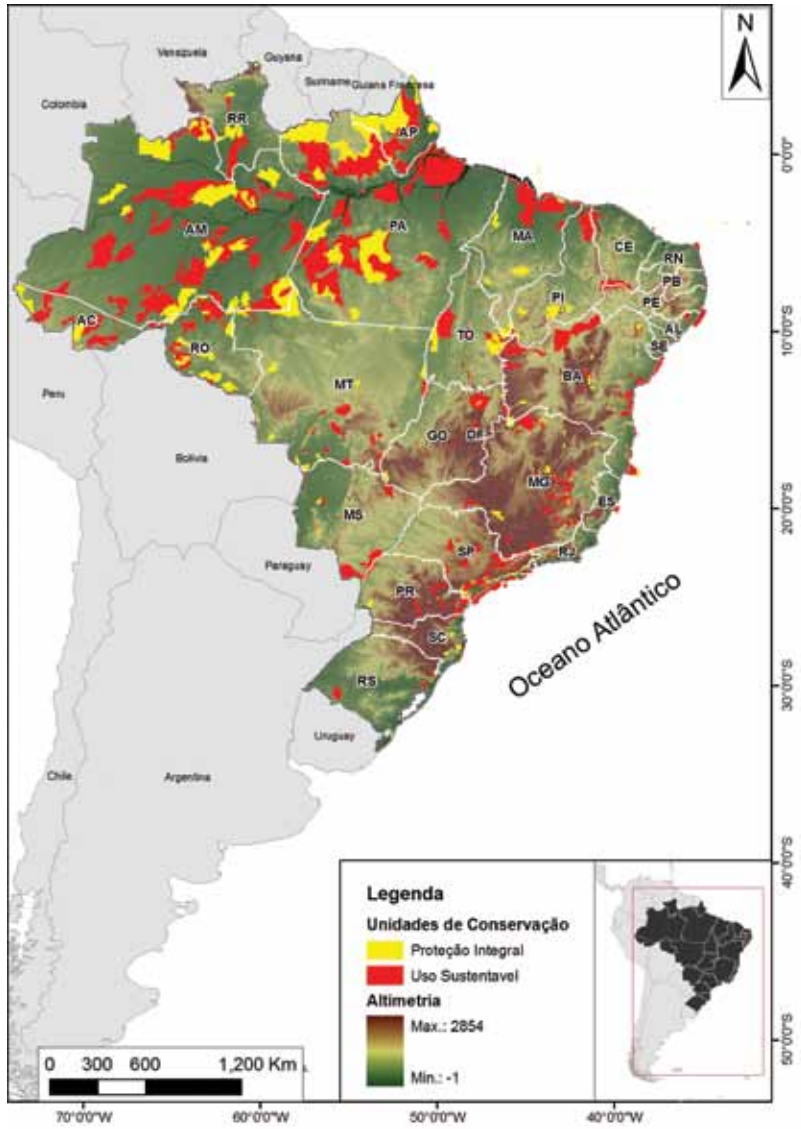 N
Venezuela
Guyana
Suriname
Guiana Francesa
Colombia
RR
AP
0°0'0"
AM
PA
MA
CE
RN
PB
PE
PI
AL
SE
AC
RO
TO
BA
10°0'0"S
Peru
MT
GO
DF
Bolivia
MG
ES
MS
20°0'0"S
SP
RJ
Paraguay
PR
SC
Oceano Atlântico
RS
30°0'0"S
Uruguay
Chile
Argentina
40°0'0"S
Legenda
Unidades de Conservação
Proteção Integral
Uso Sustentavel
Altimetria
Max.: 2854
Min.: -1
0 300 600 1,200 Km
50°0'0"S
70°0'0"W 60°0'0"W 50°0'0"W 40°0'0"W